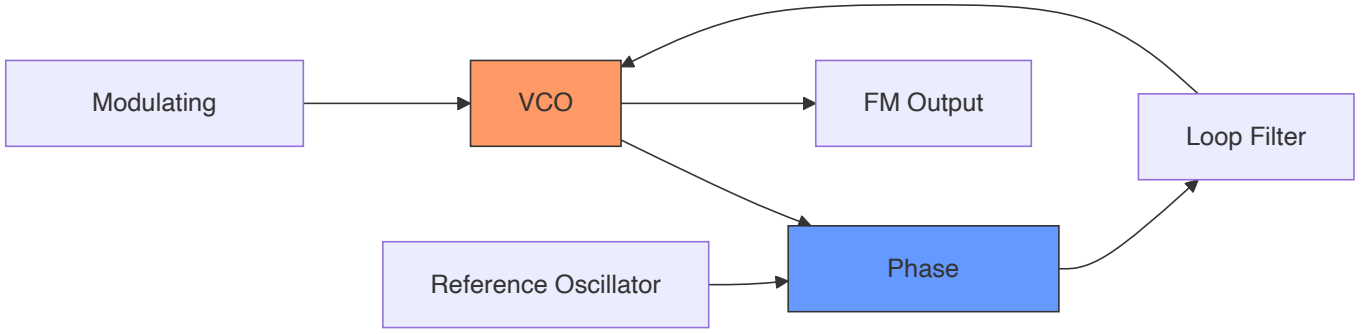 Modulating
VCO
FM Output
Loop Filter
Reference Oscillator
Phase